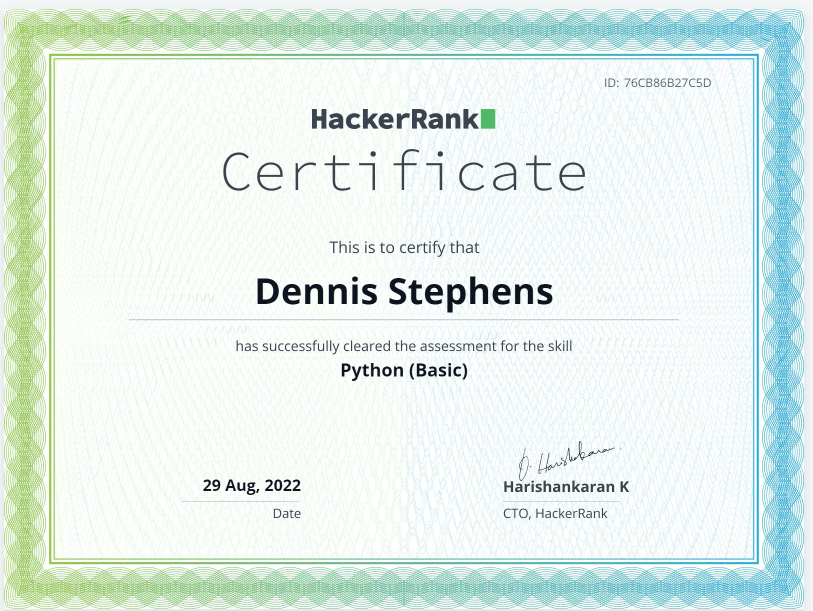 ID: 76CB86B27C5D
HackerRank
Certificate
This is to certify that
Dennis Stephens
has successfully cleared the assessment for the skill
Python (Basic)
29 Aug, 2022
Date
Harishankaran K
CTO, HackerRank